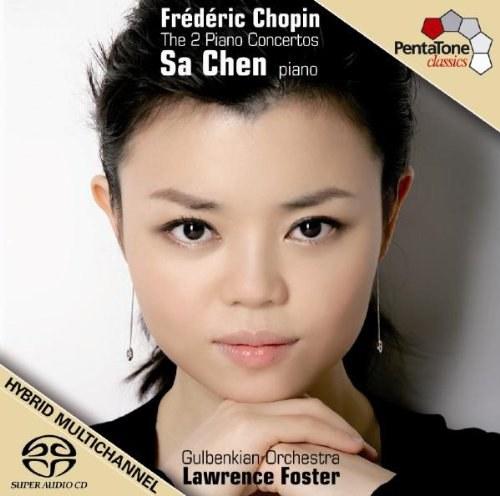 Frédéric Chopin
The 2 Piano Concertos
Sa Chen piano
PentaTone
classics
HYBRID MULTICHANNEL
SUPER AUDIO CD
Gulbenkian Orchestra
Lawrence Foster